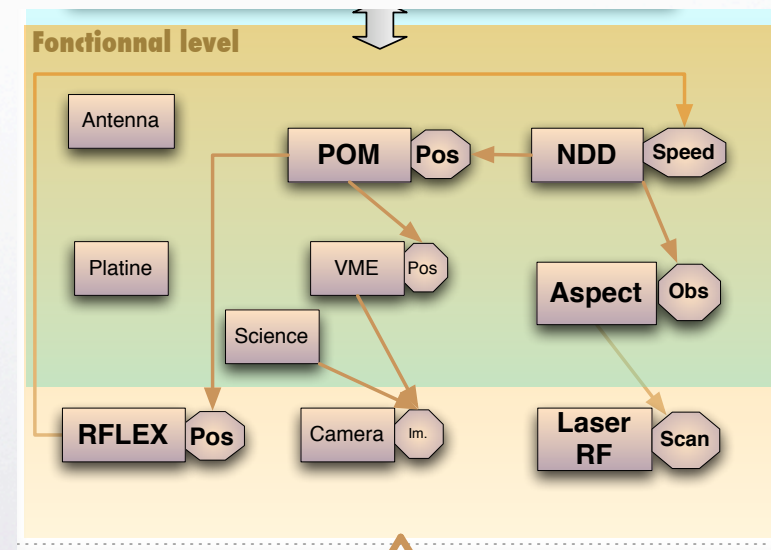 Fonctionnal level
Antenna
POM
Pos
NDD
Speed
Platine
VME
Pos
Aspect
Obs
Science
RFLEX
Pos
Camera
Im.
Laser
RF
Scan